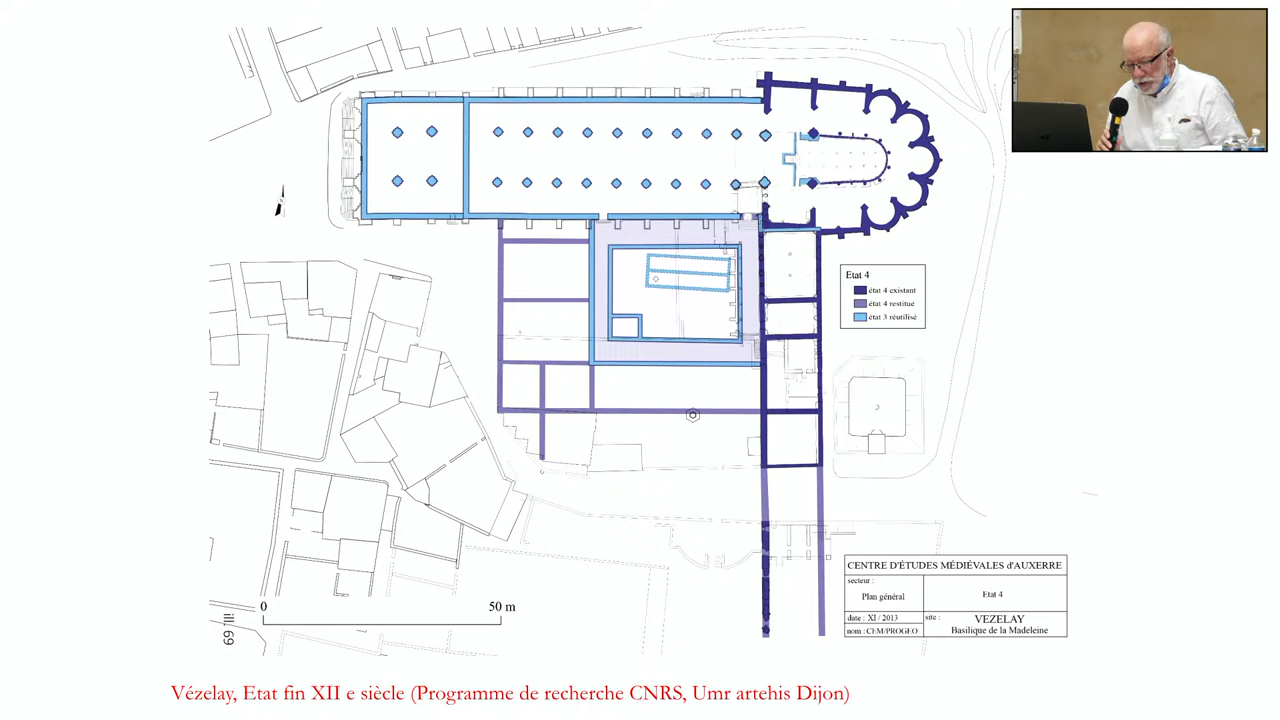 Etat 4
état 4 existant
état 4 restitué
état 3 réutilisé
CENTRE D'ÉTUDES MÉDIÉVALES d'AUXERRE
secteur :
Plan général
Etat 4
date : XI / 2013
nom : CEM/PROGEO
site :
VEZELAY
Basilique de la Madeleine
0
50 m
ill. 69
Vézelay, Etat fin XII e siècle (Programme de recherche CNRS, Umr artehis Dijon)